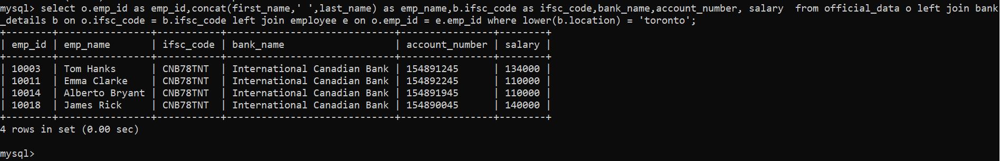 mysql> select o.emp_id as emp_id,concat(first_name,' ',last_name) as emp_name,b.ifsc_code as ifsc_code,bank_name,account_number, salary  from official_data o left join bank
_details b on o.ifsc_code = b.ifsc_code left join employee e on o.emp_id = e.emp_id where lower(b.location) = 'toronto';
+--------+----------------+-----------+-----------------------------+----------------+--------+
| emp_id | emp_name       | ifsc_code | bank_name                   | account_number | salary |
+--------+----------------+-----------+-----------------------------+----------------+--------+
| 10003  | Tom Hanks      | CNB78TNT  | International Canadian Bank | 154891245      | 134000 |
| 10011  | Emma Clarke    | CNB78TNT  | International Canadian Bank | 154892245      | 110000 |
| 10014  | Alberto Bryant | CNB78TNT  | International Canadian Bank | 154891945      | 110000 |
| 10018  | James Rick     | CNB78TNT  | International Canadian Bank | 154890045      | 140000 |
+--------+----------------+-----------+-----------------------------+----------------+--------+
4 rows in set (0.00 sec)
mysql>